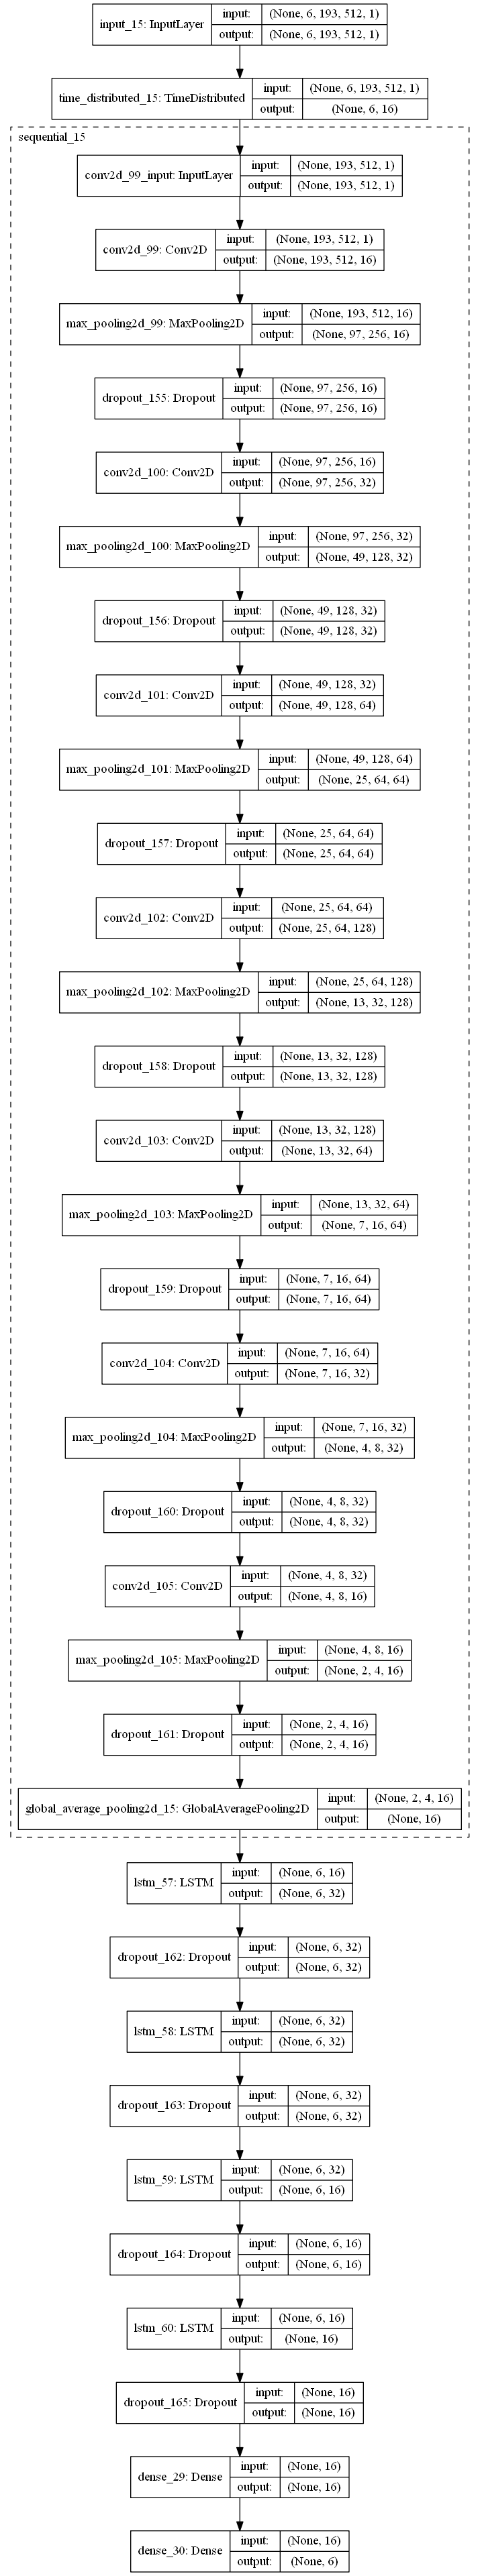 input_15: InputLayer
input: (None, 6, 193, 512, 1)
output: (None, 6, 193, 512, 1)
time_distributed_15: TimeDistributed
input: (None, 6, 193, 512, 1)
output: (None, 6, 16)
sequential_15
conv2d_99_input: InputLayer
input: (None, 193, 512, 1)
output: (None, 193, 512, 1)
conv2d_99: Conv2D
input: (None, 193, 512, 1)
output: (None, 193, 512, 16)
max_pooling2d_99: MaxPooling2D
input: (None, 193, 512, 16)
output: (None, 97, 256, 16)
dropout_155: Dropout
input: (None, 97, 256, 16)
output: (None, 97, 256, 16)
conv2d_100: Conv2D
input: (None, 97, 256, 16)
output: (None, 97, 256, 32)
max_pooling2d_100: MaxPooling2D
input: (None, 97, 256, 32)
output: (None, 49, 128, 32)
dropout_156: Dropout
input: (None, 49, 128, 32)
output: (None, 49, 128, 32)
conv2d_101: Conv2D
input: (None, 49, 128, 32)
output: (None, 49, 128, 64)
max_pooling2d_101: MaxPooling2D
input: (None, 49, 128, 64)
output: (None, 25, 64, 64)
dropout_157: Dropout
input: (None, 25, 64, 64)
output: (None, 25, 64, 64)
conv2d_102: Conv2D
input: (None, 25, 64, 64)
output: (None, 25, 64, 128)
max_pooling2d_102: MaxPooling2D
input: (None, 25, 64, 128)
output: (None, 13, 32, 128)
dropout_158: Dropout
input: (None, 13, 32, 128)
output: (None, 13, 32, 128)
conv2d_103: Conv2D
input: (None, 13, 32, 128)
output: (None, 13, 32, 64)
max_pooling2d_103: MaxPooling2D
input: (None, 13, 32, 64)
output: (None, 7, 16, 64)
dropout_159: Dropout
input: (None, 7, 16, 64)
output: (None, 7, 16, 64)
conv2d_104: Conv2D
input: (None, 7, 16, 64)
output: (None, 7, 16, 32)
max_pooling2d_104: MaxPooling2D
input: (None, 7, 16, 32)
output: (None, 4, 8, 32)
dropout_160: Dropout
input: (None, 4, 8, 32)
output: (None, 4, 8, 32)
conv2d_105: Conv2D
input: (None, 4, 8, 32)
output: (None, 4, 8, 16)
max_pooling2d_105: MaxPooling2D
input: (None, 4, 8, 16)
output: (None, 2, 4, 16)
dropout_161: Dropout
input: (None, 2, 4, 16)
output: (None, 2, 4, 16)
global_average_pooling2d_15: GlobalAveragePooling2D
input: (None, 2, 4, 16)
output: (None, 16)
lstm_57: LSTM
input: (None, 6, 16)
output: (None, 6, 32)
dropout_162: Dropout
input: (None, 6, 32)
output: (None, 6, 32)
lstm_58: LSTM
input: (None, 6, 32)
output: (None, 6, 32)
dropout_163: Dropout
input: (None, 6, 32)
output: (None, 6, 32)
lstm_59: LSTM
input: (None, 6, 32)
output: (None, 6, 16)
dropout_164: Dropout
input: (None, 6, 16)
output: (None, 6, 16)
lstm_60: LSTM
input: (None, 6, 16)
output: (None, 16)
dropout_165: Dropout
input: (None, 16)
output: (None, 16)
dense_29: Dense
input: (None, 16)
output: (None, 16)
dense_30: Dense
input: (None, 16)
output: (None, 6)